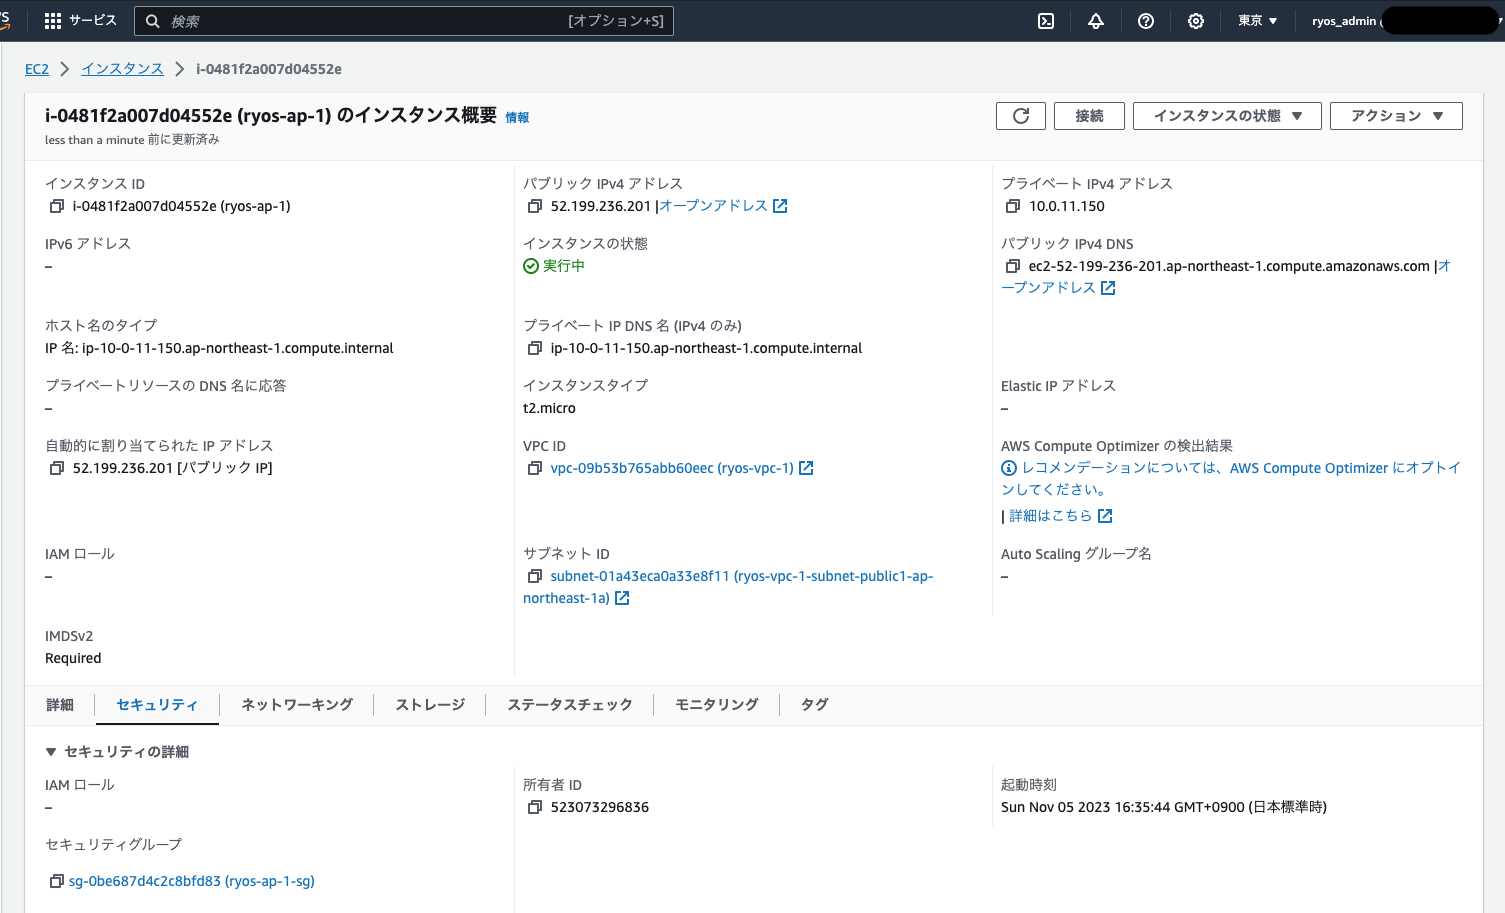 サービス
検索
[オプション+S]
東京 ▼
ryos_admin
EC2 > インスタンス > i-0481f2a007d04552e
i-0481f2a007d04552e (ryos-ap-1) のインスタンス概要 情報
less than a minute 前に更新済み
接続
インスタンスの状態 ▼
アクション ▼
インスタンス ID
i-0481f2a007d04552e (ryos-ap-1)
パブリック IPv4 アドレス
52.199.236.201 |オープンアドレス
プライベート IPv4 アドレス
10.0.11.150
IPv6 アドレス
–
インスタンスの状態
実行中
パブリック IPv4 DNS
ec2-52-199-236-201.ap-northeast-1.compute.amazonaws.com |オ
ープンアドレス
ホスト名のタイプ
IP 名: ip-10-0-11-150.ap-northeast-1.compute.internal
プライベート IP DNS 名 (IPv4 のみ)
ip-10-0-11-150.ap-northeast-1.compute.internal
プライベートリソースの DNS 名に応答
–
インスタンスタイプ
t2.micro
Elastic IP アドレス
–
自動的に割り当てられた IP アドレス
52.199.236.201 [パブリック IP]
VPC ID
vpc-09b53b765abb60eec (ryos-vpc-1)
AWS Compute Optimizer の検出結果
レコメンデーションについては、AWS Compute Optimizer にオプトイ
ンしてください。
| 詳細はこちら
IAM ロール
–
サブネット ID
subnet-01a43eca0a33e8f11 (ryos-vpc-1-subnet-public1-ap-
northeast-1a)
Auto Scaling グループ名
–
IMDSv2
Required
詳細
セキュリティ
ネットワーキング
ストレージ
ステータスチェック
モニタリング
タグ
▼ セキュリティの詳細
IAM ロール
–
所有者 ID
523073296836
起動時刻
Sun Nov 05 2023 16:35:44 GMT+0900 (日本標準時)
セキュリティグループ
sg-0be687d4c2c8bfd83 (ryos-ap-1-sg)